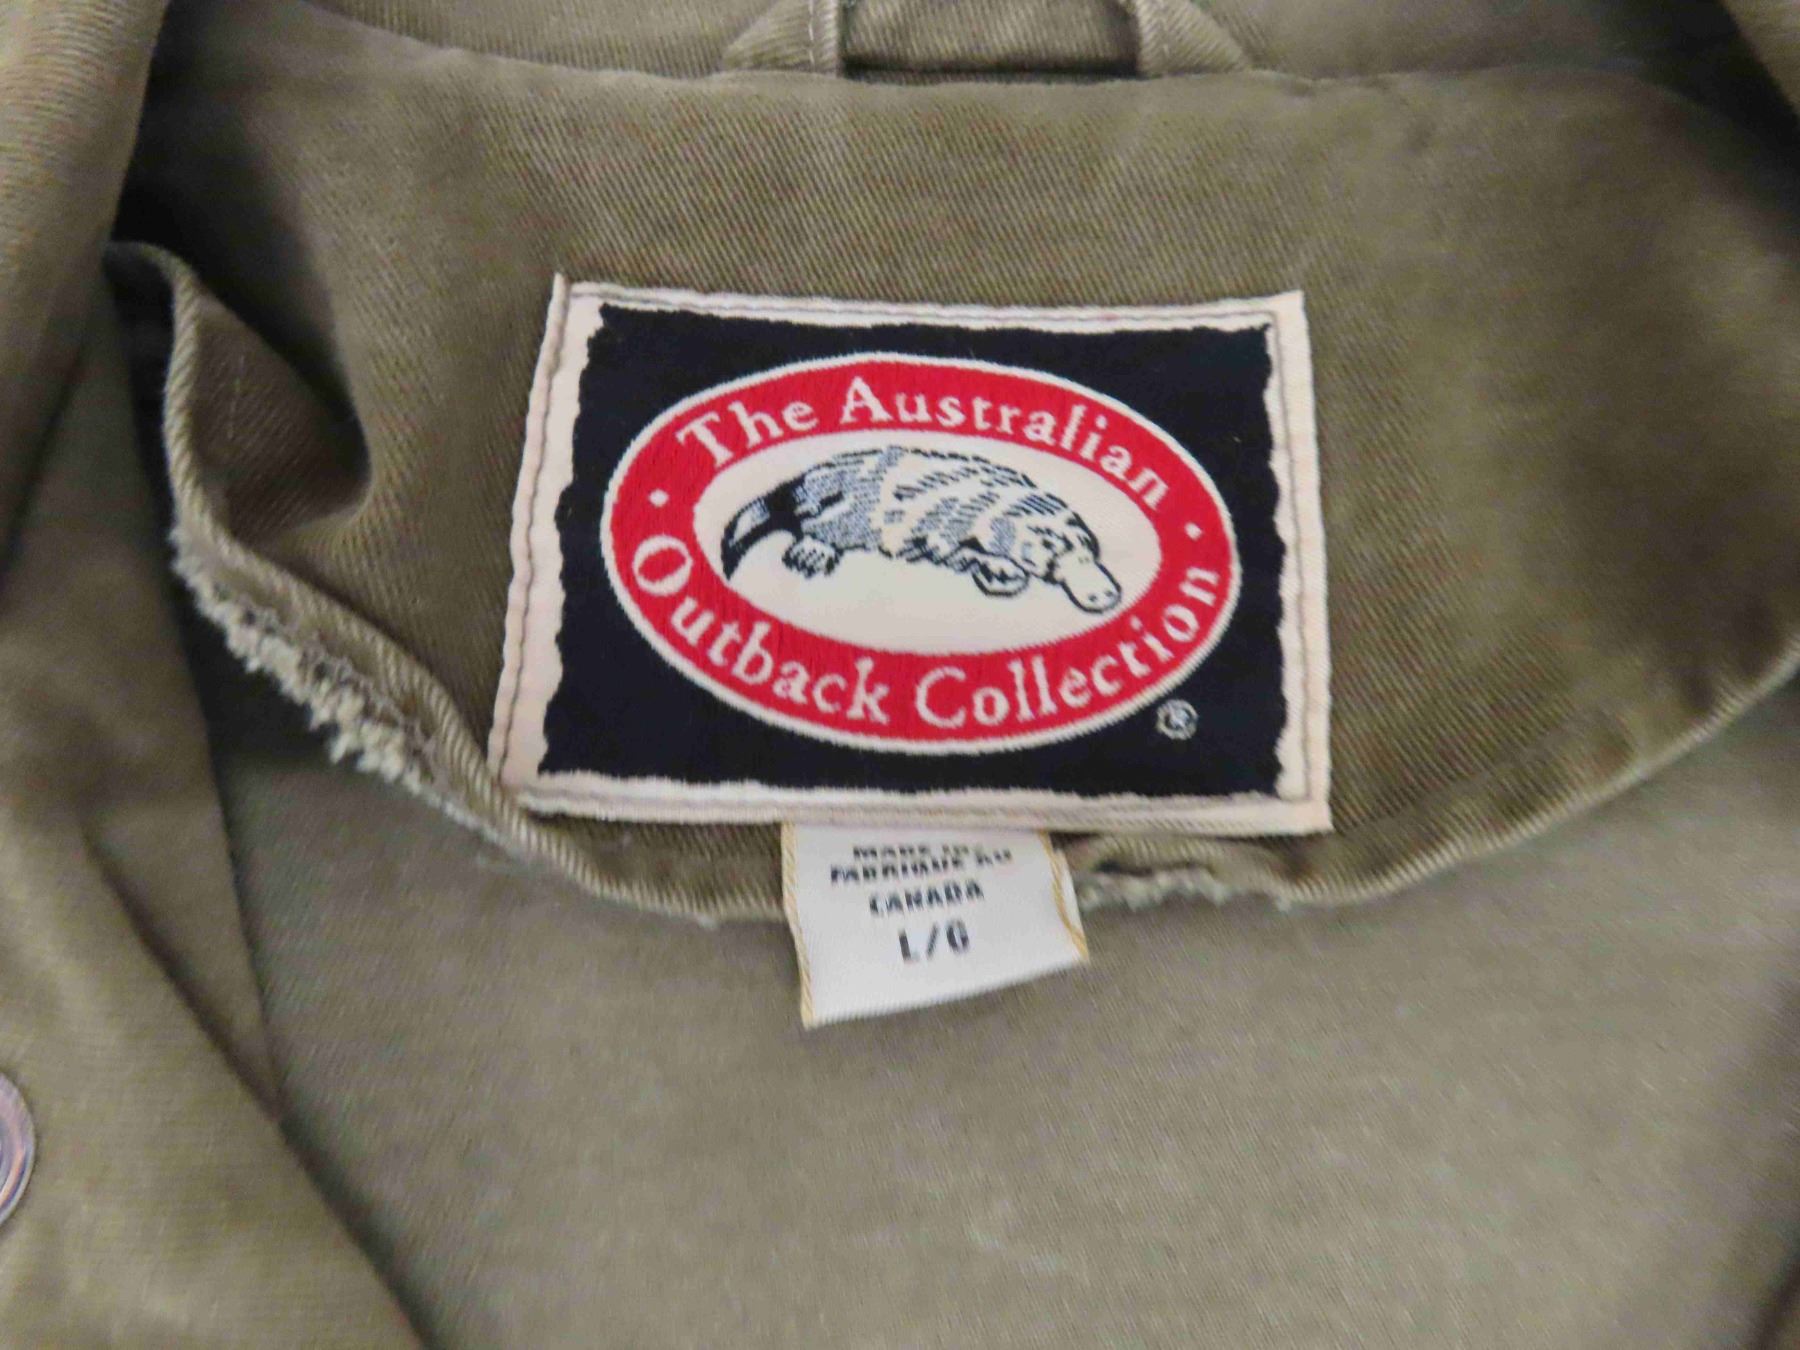 The Australian
Outback Collection
®
MADE IN/
FABRIQUE AU
CANADA
L/G